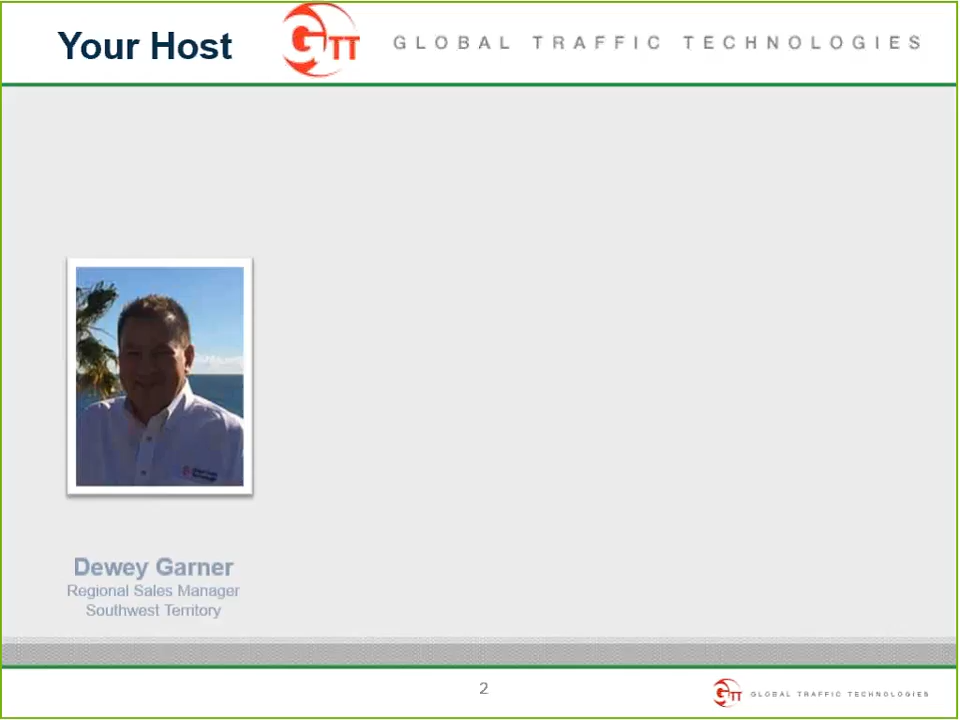 Your Host
GTT
GLOBAL TRAFFIC TECHNOLOGIES
Dewey Garner
Regional Sales Manager
Southwest Territory
2
GTT GLOBAL TRAFFIC TECHNOLOGIES